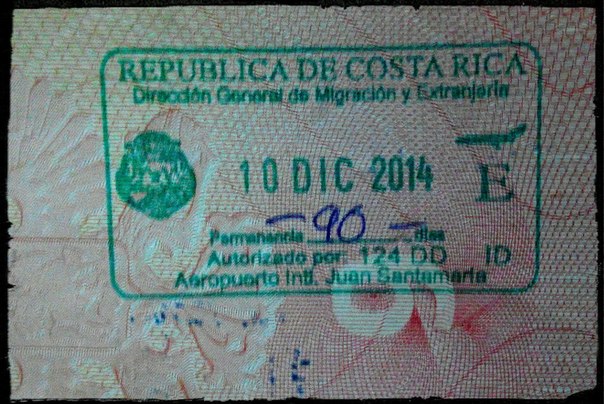 REPUBLICA DE COSTA RICA
Dirección General de Migración y Extranjería
10 DIC 2014
E
Permanencia - 90 - días
Autorizado por: 124 DD ID
Aeropuerto Intl. Juan Santamaría